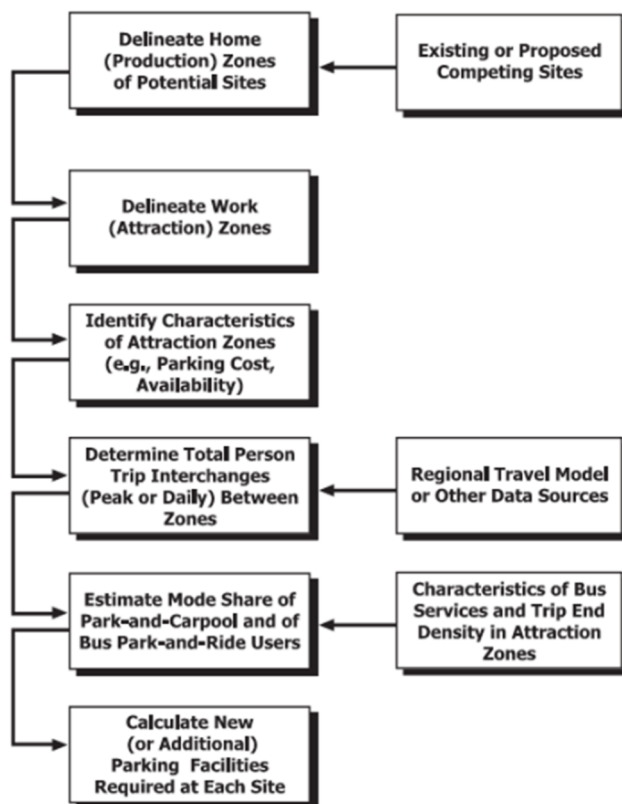 Delineate Home
(Production) Zones
of Potential Sites
Existing or Proposed
Competing Sites
Delineate Work
(Attraction) Zones
Identify Characteristics
of Attraction Zones
(e.g., Parking Cost,
Availability)
Determine Total Person
Trip Interchanges
(Peak or Daily) Between
Zones
Regional Travel Model
or Other Data Sources
Estimate Mode Share of
Park-and-Carpool and of
Bus Park-and-Ride Users
Characteristics of Bus
Services and Trip End
Density in Attraction
Zones
Calculate New
(or Additional)
Parking Facilities
Required at Each Site